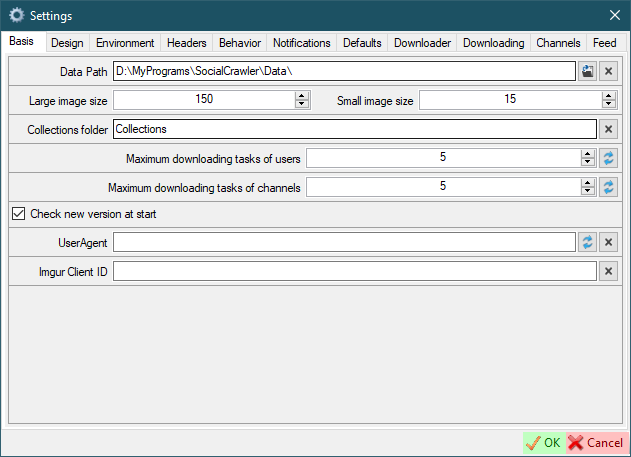 Settings
Basis Design Environment Headers Behavior Notifications Defaults Downloader Downloading Channels Feed
Data Path D:\MyPrograms\SocialCrawler\Data\
Large image size 150 Small image size 15
Collections folder Collections
Maximum downloading tasks of users 5
Maximum downloading tasks of channels 5
Check new version at start
UserAgent
Imgur Client ID
OK Cancel